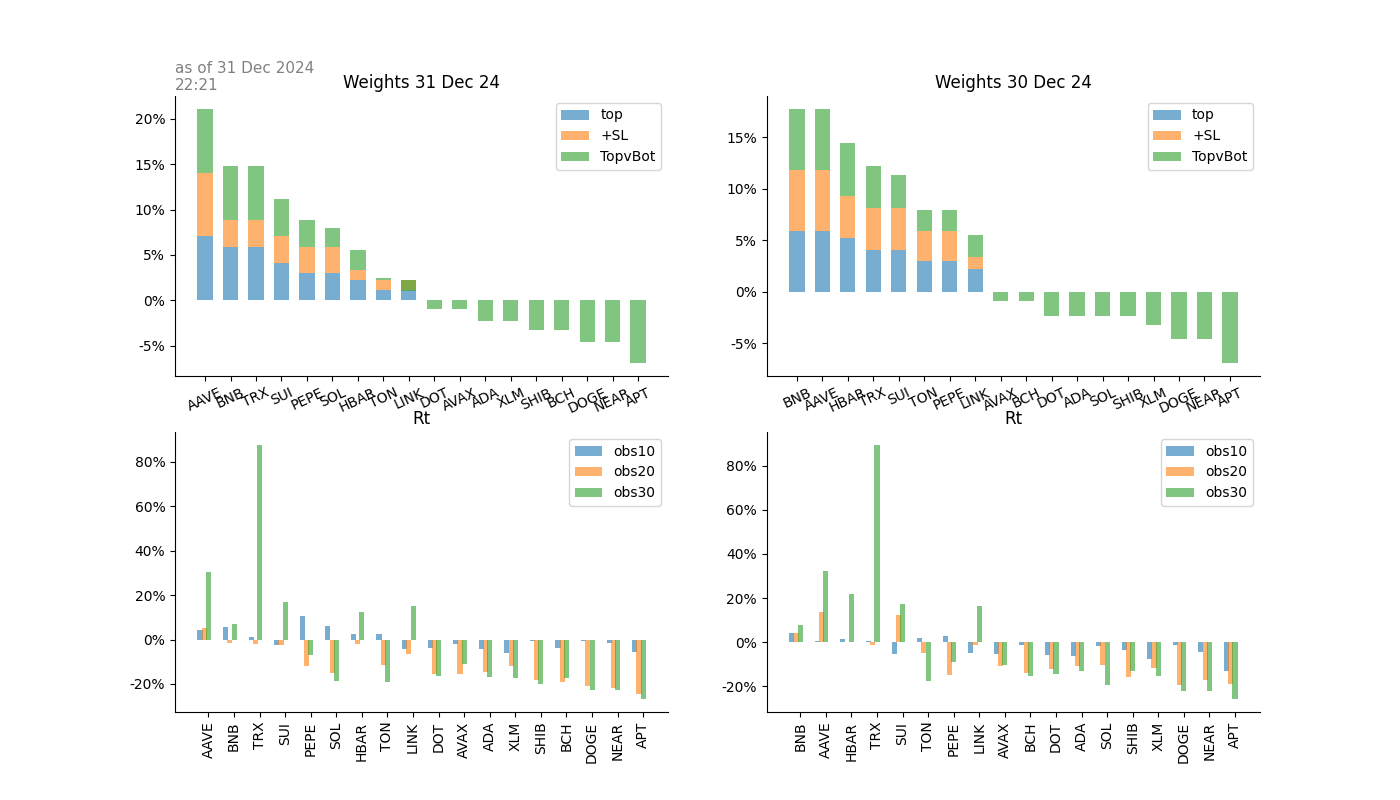 as of 31 Dec 2024
22:21
Weights 31 Dec 24
20%
15%
10%
5%
0%
-5%
top
+SL
TopvBot
AAVE BNB TRX SUI PEPE SOL HBAR TON LINK DOT AVAX ADA XLM SHIB BCH DOGE NEAR APT
Weights 30 Dec 24
15%
10%
5%
0%
-5%
top
+SL
TopvBot
BNB AAVE HBAR TRX SUI TON PEPE LINK AVAX BCH DOT ADA SOL SHIB XLM DOGE NEAR APT
Rt
80%
60%
40%
20%
0%
-20%
obs10
obs20
obs30
AAVE BNB TRX SUI PEPE SOL HBAR TON LINK DOT AVAX ADA XLM SHIB BCH DOGE NEAR APT
Rt
80%
60%
40%
20%
0%
-20%
obs10
obs20
obs30
BNB AAVE HBAR TRX SUI TON PEPE LINK AVAX BCH DOT ADA SOL SHIB XLM DOGE NEAR APT